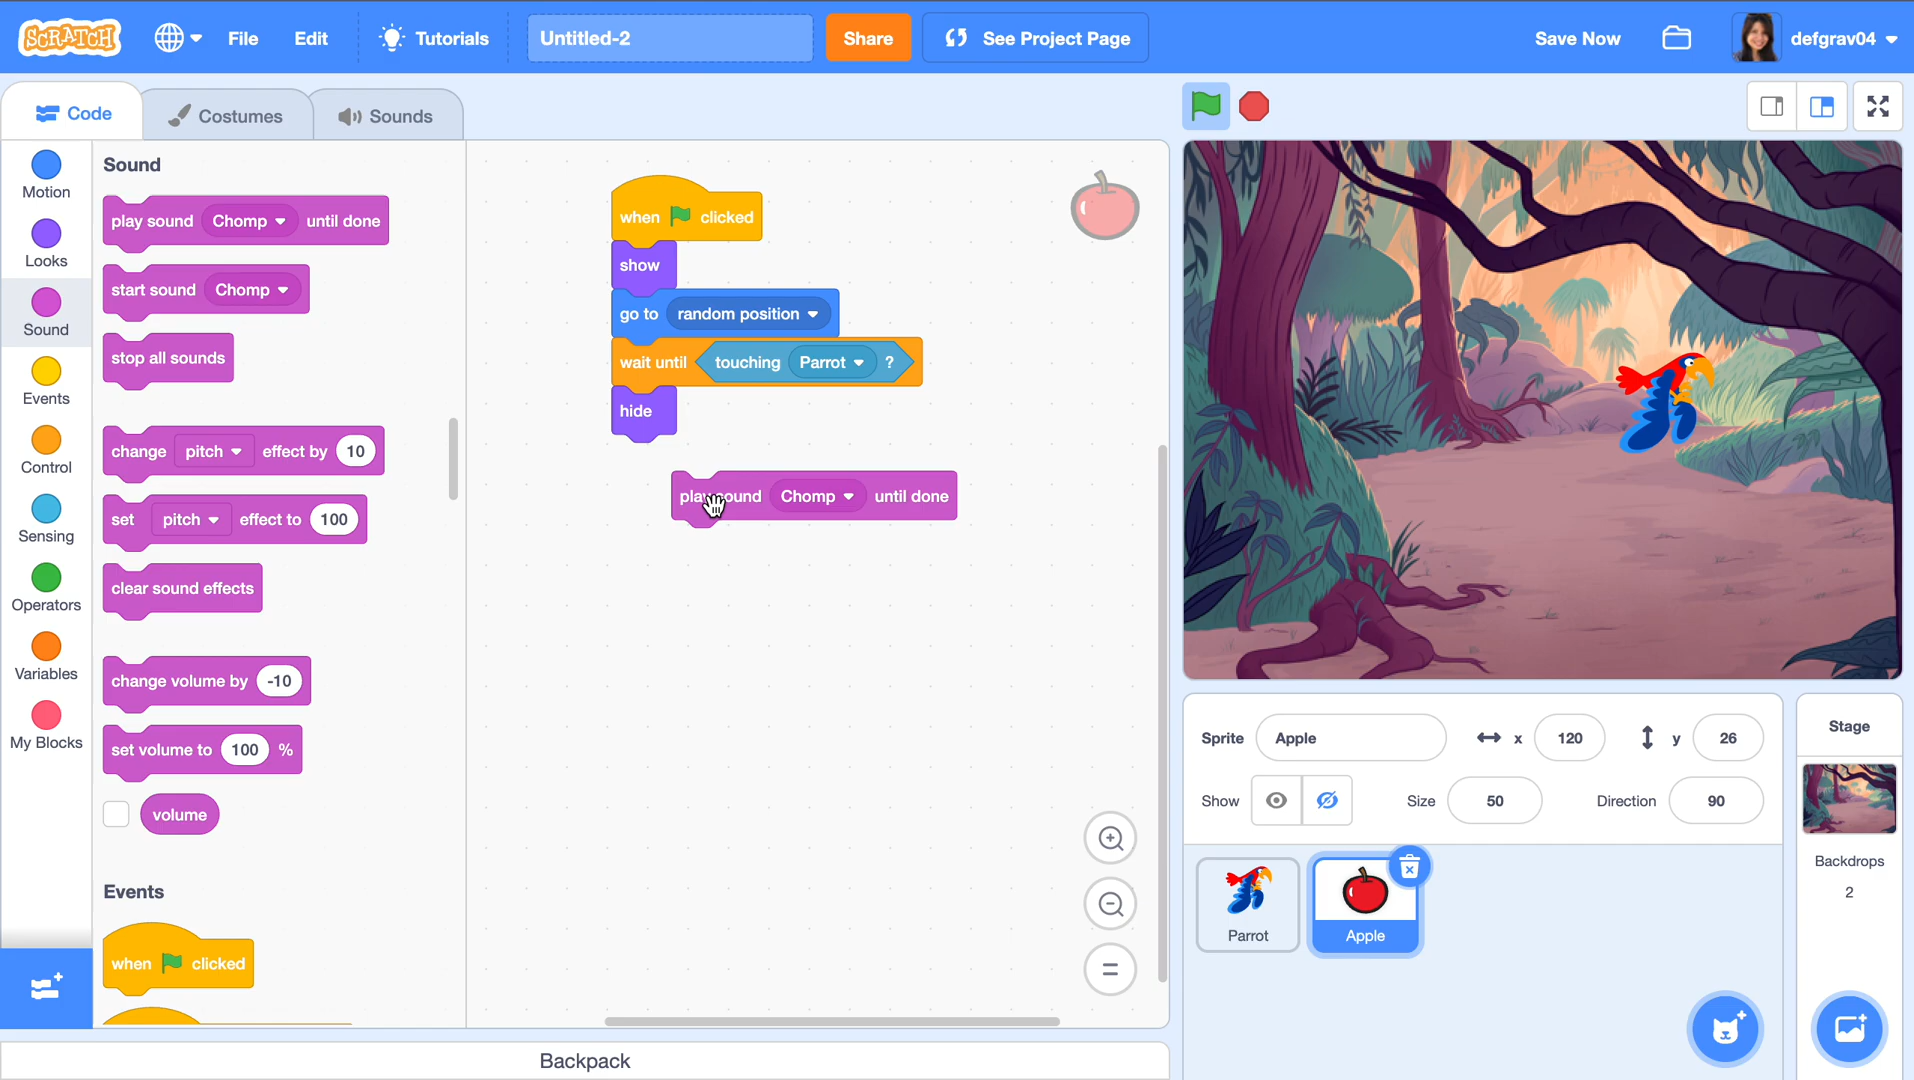 SCRATCH
File
Edit
Tutorials
Untitled-2
Share
See Project Page
Save Now
defgrav04
Code
Costumes
Sounds
Motion
Looks
Sound
Events
Control
Sensing
Operators
Variables
My Blocks
Sound
play sound Chomp until done
start sound Chomp
stop all sounds
change pitch effect by 10
set pitch effect to 100
clear sound effects
change volume by -10
set volume to 100 %
volume
Events
when clicked
when clicked
show
go to random position
wait until touching Parrot ?
hide
play sound Chomp until done
Backpack
Sprite Apple x 120 y 26
Show Size 50 Direction 90
Parrot
Apple
Stage
Backdrops
2